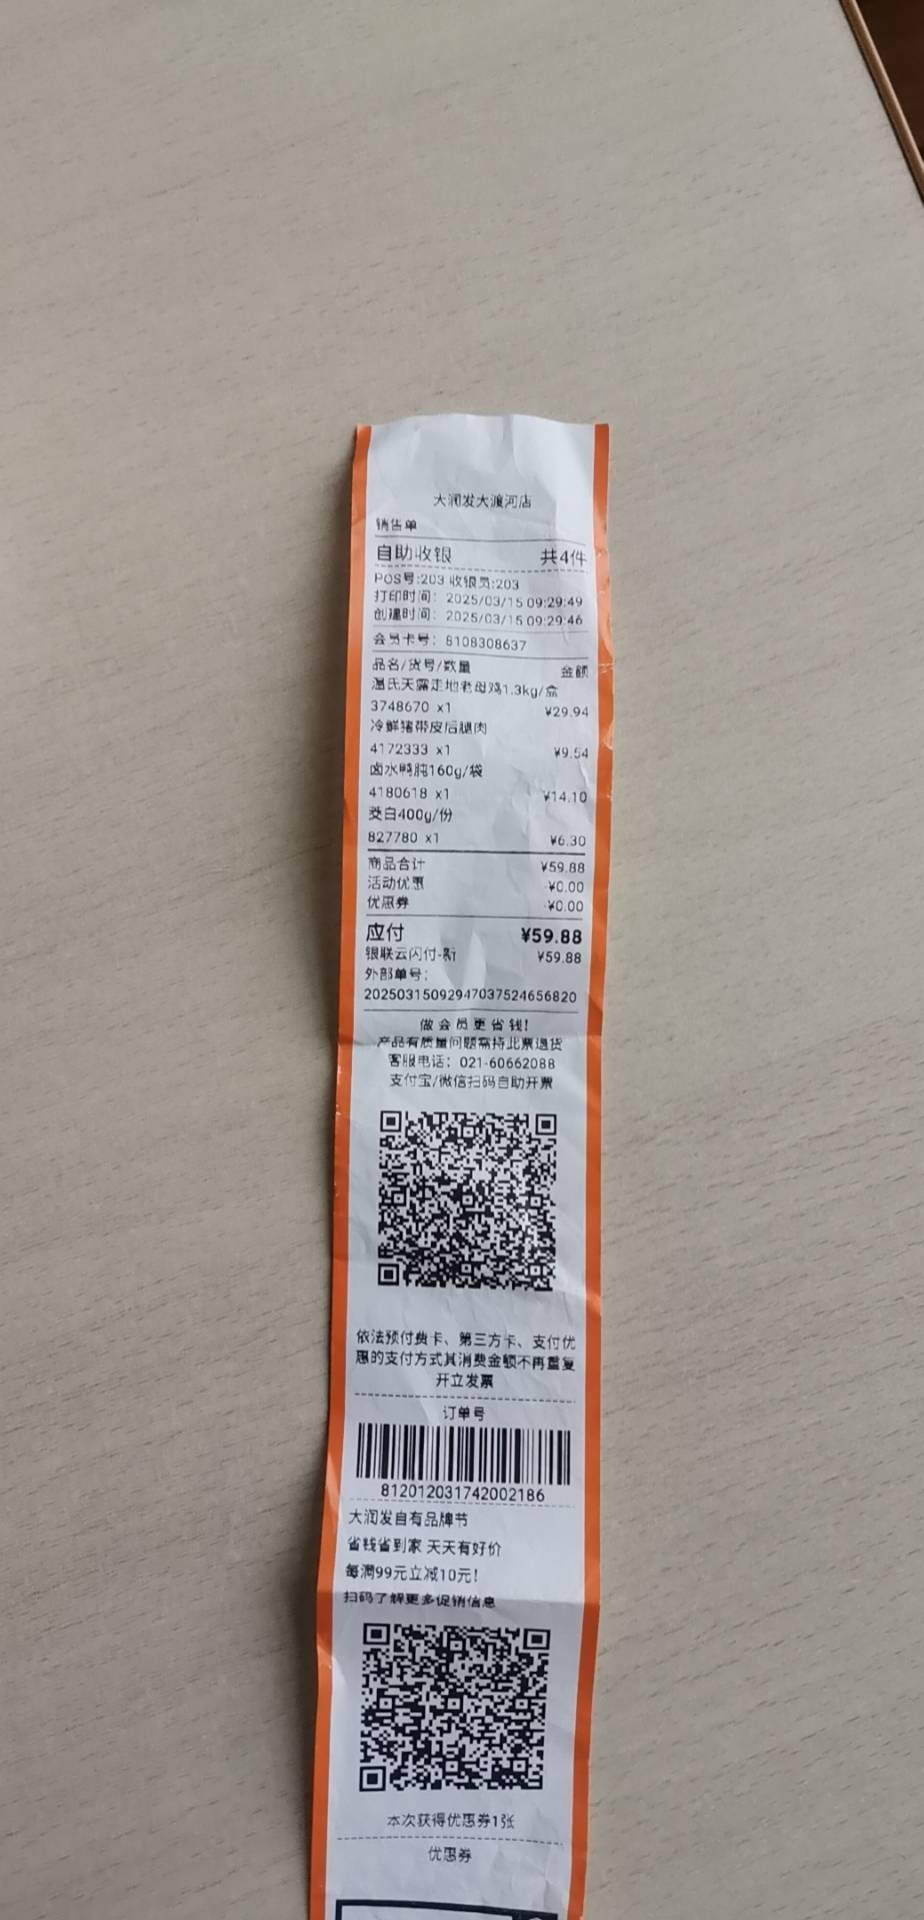 大润发大渡河店
销售单
自助收银 共4件
POS号:203 收银员:203
打印时间: 2025/03/15 09:29:49
创建时间: 2025/03/15 09:29:46
会员卡号: 8108308637
品名/货号/数量 金额
温氏天露走地老母鸡1.3kg/盒
3748670 x1 ¥29.94
冷鲜猪带皮后腿肉
4172333 x1 ¥9.54
卤水鸭肫160g/袋
4180618 x1 ¥14.10
茭白400g/份
827780 x1 ¥6.30
商品合计 ¥59.88
活动优惠 -¥0.00
优惠券 -¥0.00
应付 ¥59.88
银联云闪付-新 ¥59.88
外部单号:
20250315092947037524656820
做会员更省钱!
产品有质量问题需持此票退货
客服电话: 021-60662088
支付宝/微信扫码自助开票
依法预付费卡、第三方卡、支付优
惠的支付方式其消费金额不再重复
开立发票
订单号
812012031742002186
大润发自有品牌节
省钱省到家 天天有好价
每满99元立减10元!
扫码了解更多促销信息
本次获得优惠券1张
优惠券